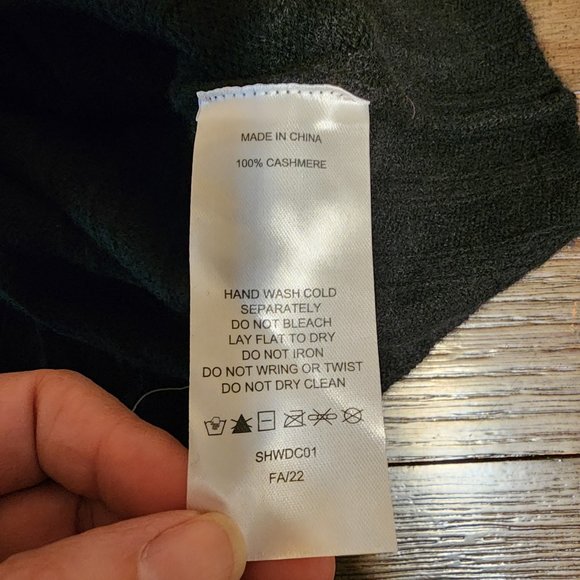 MADE IN CHINA
100% CASHMERE
HAND WASH COLD
SEPARATELY
DO NOT BLEACH
LAY FLAT TO DRY
DO NOT IRON
DO NOT WRING OR TWIST
DO NOT DRY CLEAN
SHWDC01
FA/22